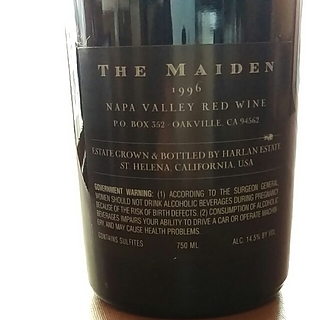 THE MAIDEN
1996
NAPA VALLEY RED WINE
P.O. BOX 352 · OAKVILLE, CA 94562
ESTATE GROWN & BOTTLED BY HARLAN ESTATE
ST HELENA, CALIFORNIA, USA
GOVERNMENT WARNING: (1) ACCORDING TO THE SURGEON GENERAL
WOMEN SHOULD NOT DRINK ALCOHOLIC BEVERAGES DURING PREGNANCY
BECAUSE OF THE RISK OF BIRTH DEFECTS. (2) CONSUMPTION OF ALCOHOLIC
BEVERAGES IMPAIRS YOUR ABILITY TO DRIVE A CAR OR OPERATE MACHIN-
ERY, AND MAY CAUSE HEALTH PROBLEMS.
CONTAINS SULFITES 750 ML ALC. 14.5% BY VOL.